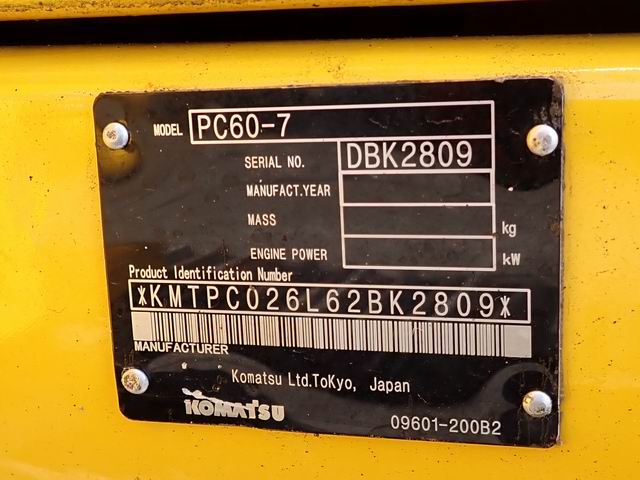 MODEL PC60-7
SERIAL NO. DBK2809
MANUFACT.YEAR
MASS kg
ENGINE POWER kW
Product Identification Number
*KMTPC026L62BK2809*
MANUFACTURER
Komatsu Ltd.ToKyo, Japan
KOMATSU
09601-200B2